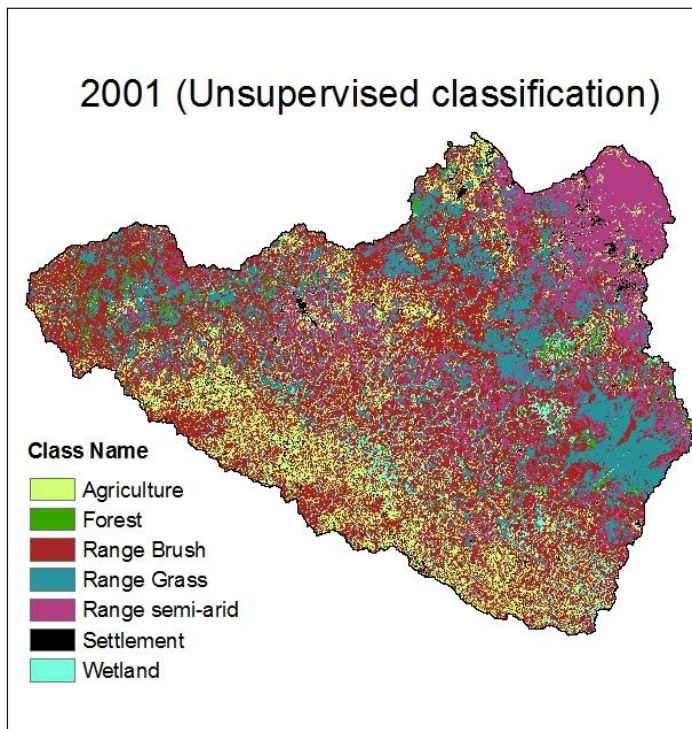 2001 (Unsupervised classification)
Class Name
Agriculture
Forest
Range Brush
Range Grass
Range semi-arid
Settlement
Wetland